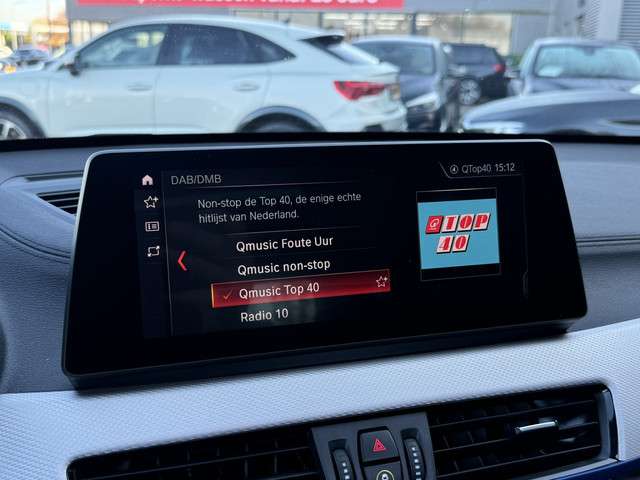 DAB/DMB
QTop40 15:12
Non-stop de Top 40, de enige echte
hitlijst van Nederland.
Qmusic Foute Uur
Qmusic non-stop
Qmusic Top 40
Radio 10
Q TOP
40